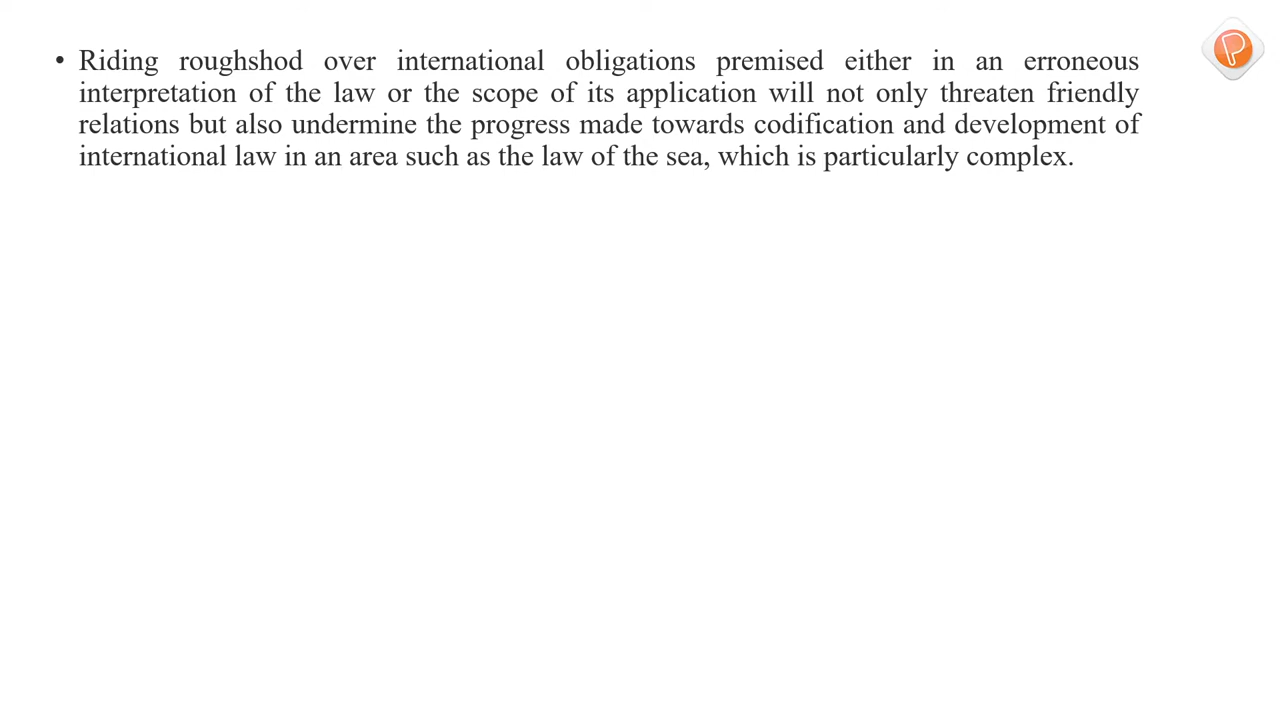 • Riding roughshod over international obligations premised either in an erroneous
interpretation of the law or the scope of its application will not only threaten friendly
relations but also undermine the progress made towards codification and development of
international law in an area such as the law of the sea, which is particularly complex.
P